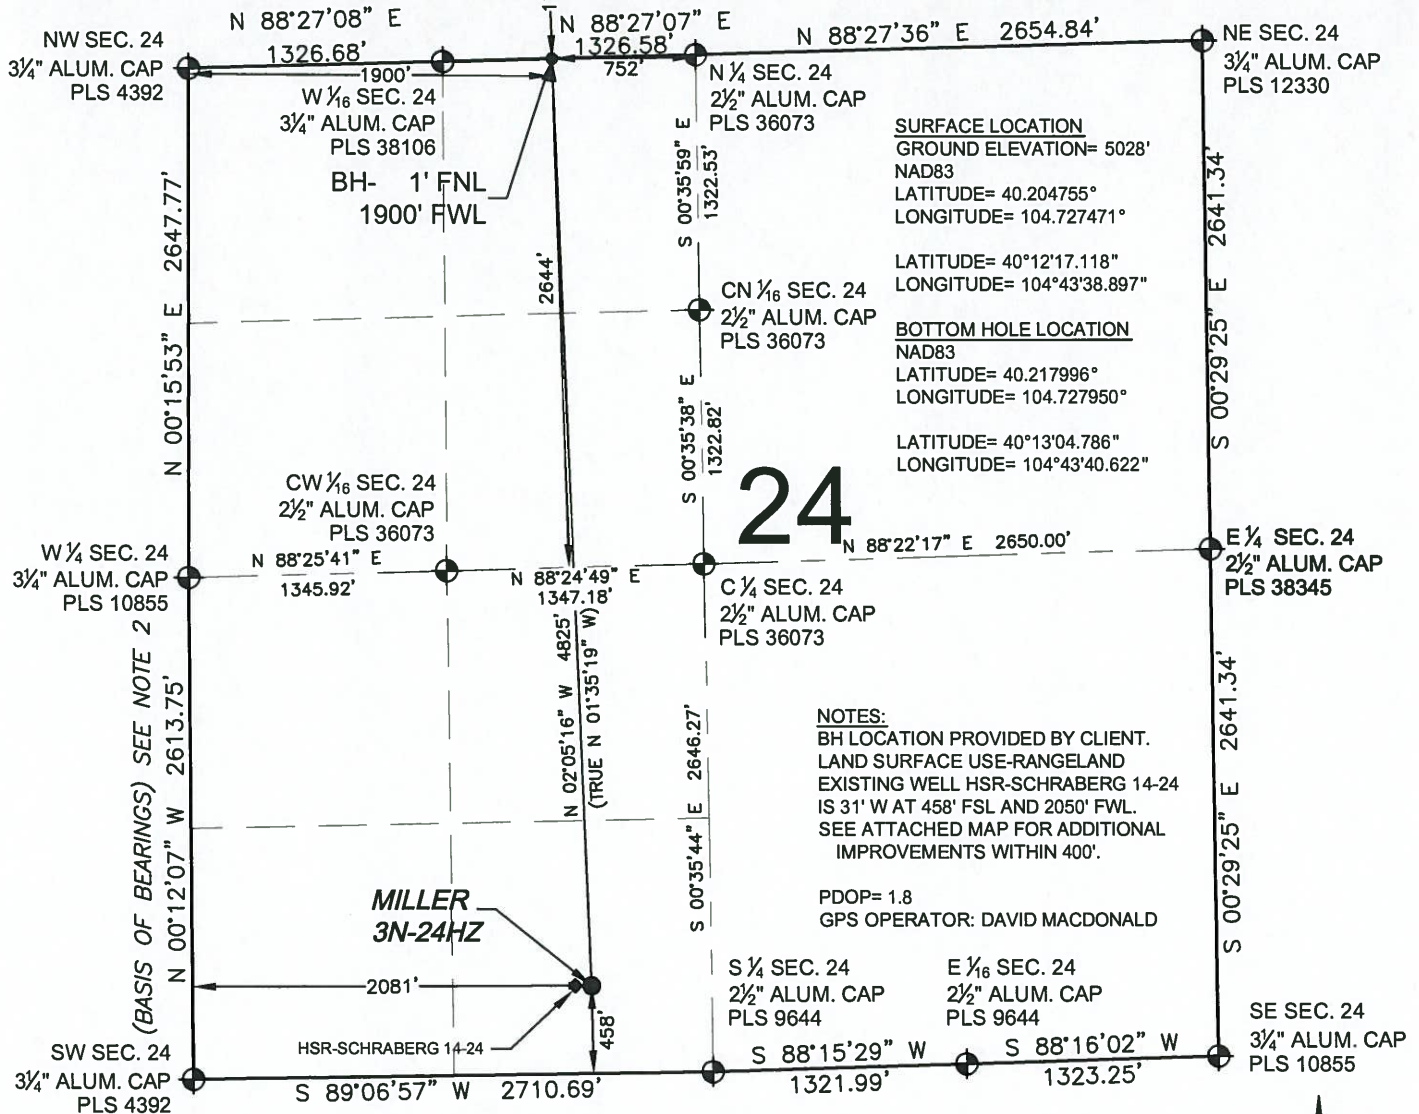 N 88°27'08" E
1326.68'
1
N 88°27'07" E
1326.58'
752'
N 88°27'36" E 2654.84'
NW SEC. 24
3¼" ALUM. CAP
PLS 4392
1900'
W 1⁄16 SEC. 24
3¼" ALUM. CAP
PLS 38106
N ¼ SEC. 24
2½" ALUM. CAP
PLS 36073
NE SEC. 24
3¼" ALUM. CAP
PLS 12330
BH- 1' FNL
1900' FWL
SURFACE LOCATION
GROUND ELEVATION= 5028'
NAD83
LATITUDE= 40.204755°
LONGITUDE= 104.727471°
LATITUDE= 40°12'17.118"
LONGITUDE= 104°43'38.897"
BOTTOM HOLE LOCATION
NAD83
LATITUDE= 40.217996°
LONGITUDE= 104.727950°
LATITUDE= 40°13'04.786"
LONGITUDE= 104°43'40.622"
N 00°15'53" E 2647.77'
2644'
S 00°35'59" E
1322.53'
S 00°29'25" E 2641.34'
CN 1⁄16 SEC. 24
2½" ALUM. CAP
PLS 36073
S 00°35'38" E
1322.82'
CW 1⁄16 SEC. 24
2½" ALUM. CAP
PLS 36073
24
W ¼ SEC. 24
3¼" ALUM. CAP
PLS 10855
N 88°25'41" E
1345.92'
N 88°24'49" E
1347.18'
N 88°22'17" E 2650.00'
C ¼ SEC. 24
2½" ALUM. CAP
PLS 36073
E ¼ SEC. 24
2½" ALUM. CAP
PLS 38345
(BASIS OF BEARINGS) SEE NOTE 2
N 00°12'07" W 2613.75'
N 02°05'16" W 4825'
(TRUE N 01°35'19" W)
S 00°35'44" E 2646.27'
S 00°29'25" E 2641.34'
NOTES:
BH LOCATION PROVIDED BY CLIENT.
LAND SURFACE USE-RANGELAND
EXISTING WELL HSR-SCHRABERG 14-24
IS 31' W AT 458' FSL AND 2050' FWL.
SEE ATTACHED MAP FOR ADDITIONAL
IMPROVEMENTS WITHIN 400'.
PDOP= 1.8
GPS OPERATOR: DAVID MACDONALD
MILLER
3N-24HZ
2081'
458'
HSR-SCHRABERG 14-24
S ¼ SEC. 24
2½" ALUM. CAP
PLS 9644
E 1⁄16 SEC. 24
2½" ALUM. CAP
PLS 9644
SE SEC. 24
3¼" ALUM. CAP
PLS 10855
SW SEC. 24
3¼" ALUM. CAP
PLS 4392
S 89°06'57" W 2710.69'
S 88°15'29" W
1321.99'
S 88°16'02" W
1323.25'